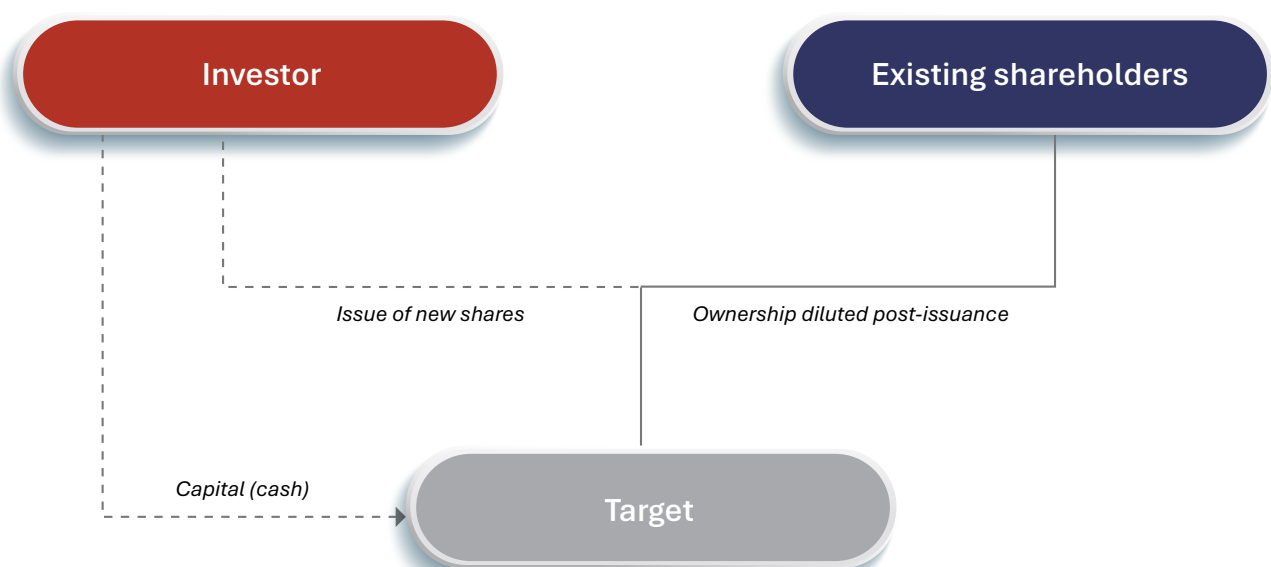 Investor
Existing shareholders
Issue of new shares
Ownership diluted post-issuance
Capital (cash)
Target